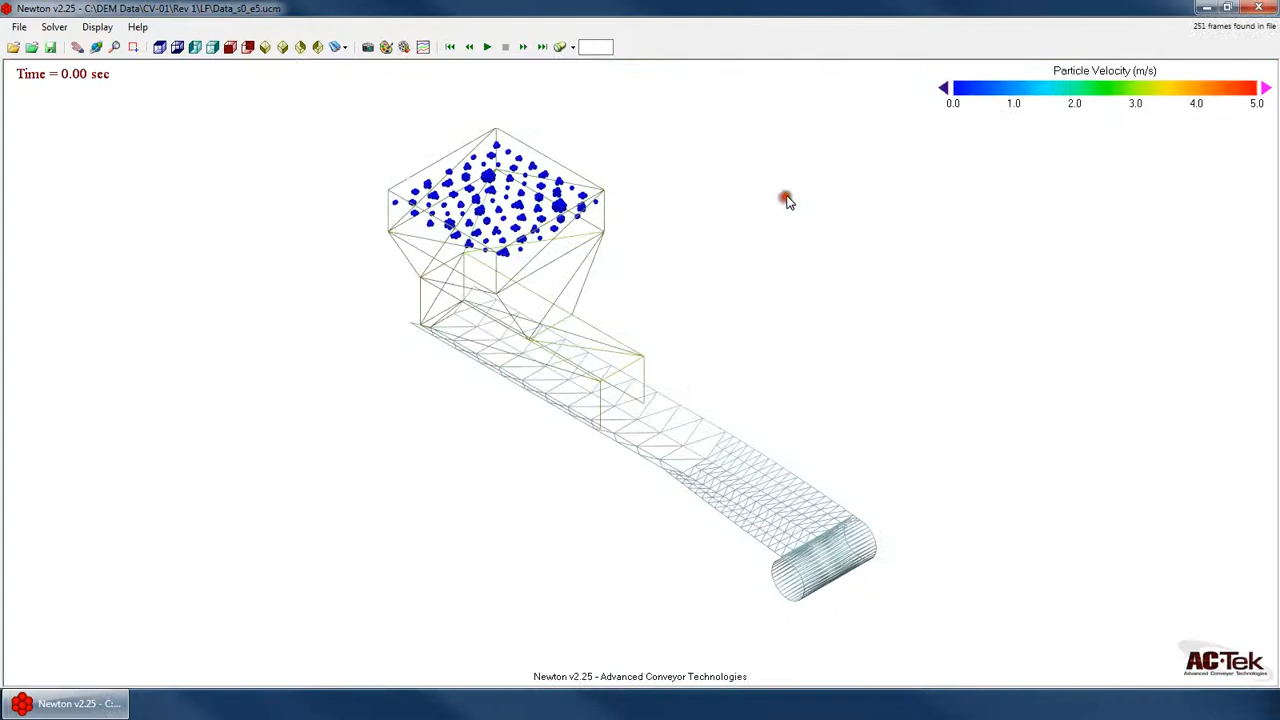 Newton v2.25 - C:\DEM Data\CV-01\Rev 1\LF\Data_s0_e5.ucm
File Solver Display Help
251 frames found in file
Time = 0.00 sec
Particle Velocity (m/s)
0.0 1.0 2.0 3.0 4.0 5.0
AC-Tek
Advanced Conveyor Technologies
Newton v2.25 - Advanced Conveyor Technologies
Newton v2.25 - C:...